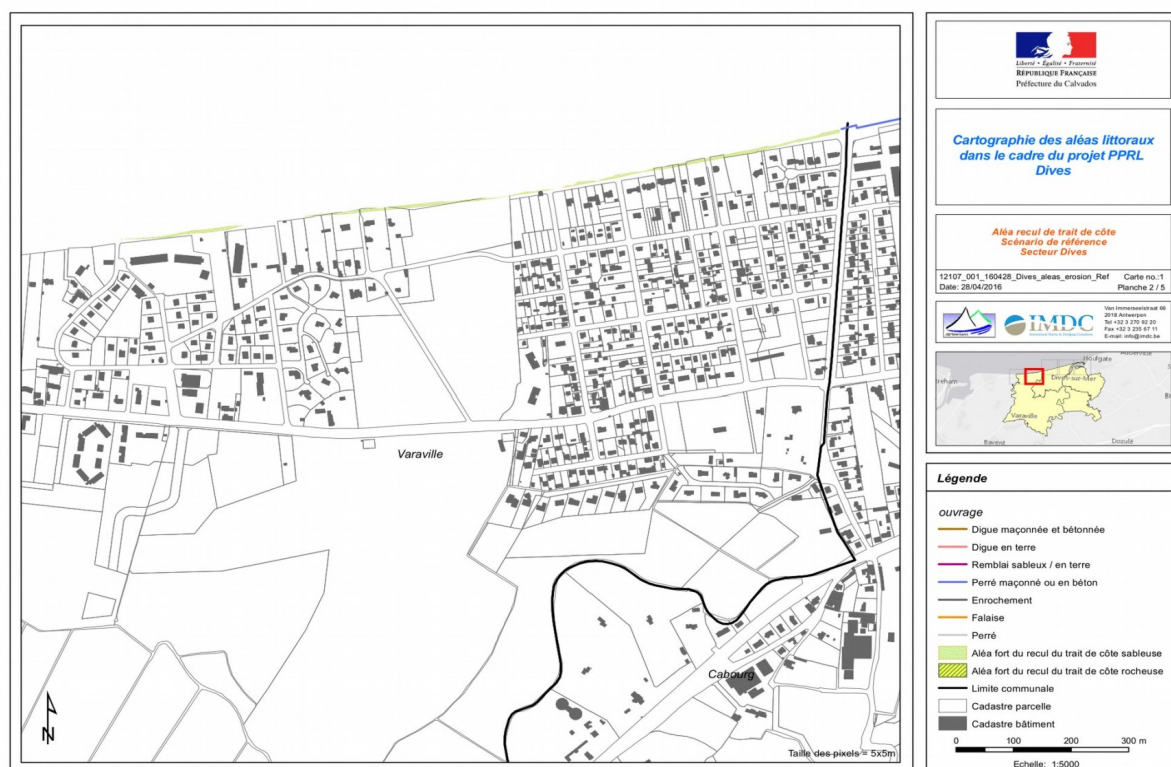 Varaville
Cabourg
N
Taille des pixels = 5x5m
Liberté • Égalité • Fraternité
RÉPUBLIQUE FRANÇAISE
Préfecture du Calvados
Cartographie des aléas littoraux
dans le cadre du projet PPRL
Dives
Aléa recul de trait de côte
Scénario de référence
Secteur Dives
12107_001_160428_Dives_aleas_erosion_Ref Carte no.:1
Date: 28/04/2016 Planche 2 / 5
IMDC
Van Immerseelstraat 66
2018 Antwerpen
Tel +32 3 270 92 20
Fax +32 3 235 67 11
E-mail: info@imdc.be
Houlgate
Dives-sur-Mer
Varaville
Dozulé
Légende
ouvrage
Digue maçonnée et bétonnée
Digue en terre
Remblai sableux / en terre
Perré maçonné ou en béton
Enrochement
Falaise
Perré
Aléa fort du recul du trait de côte sableuse
Aléa fort du recul du trait de côte rocheuse
Limite communale
Cadastre parcelle
Cadastre bâtiment
0 100 200 300 m
Echelle: 1:5000